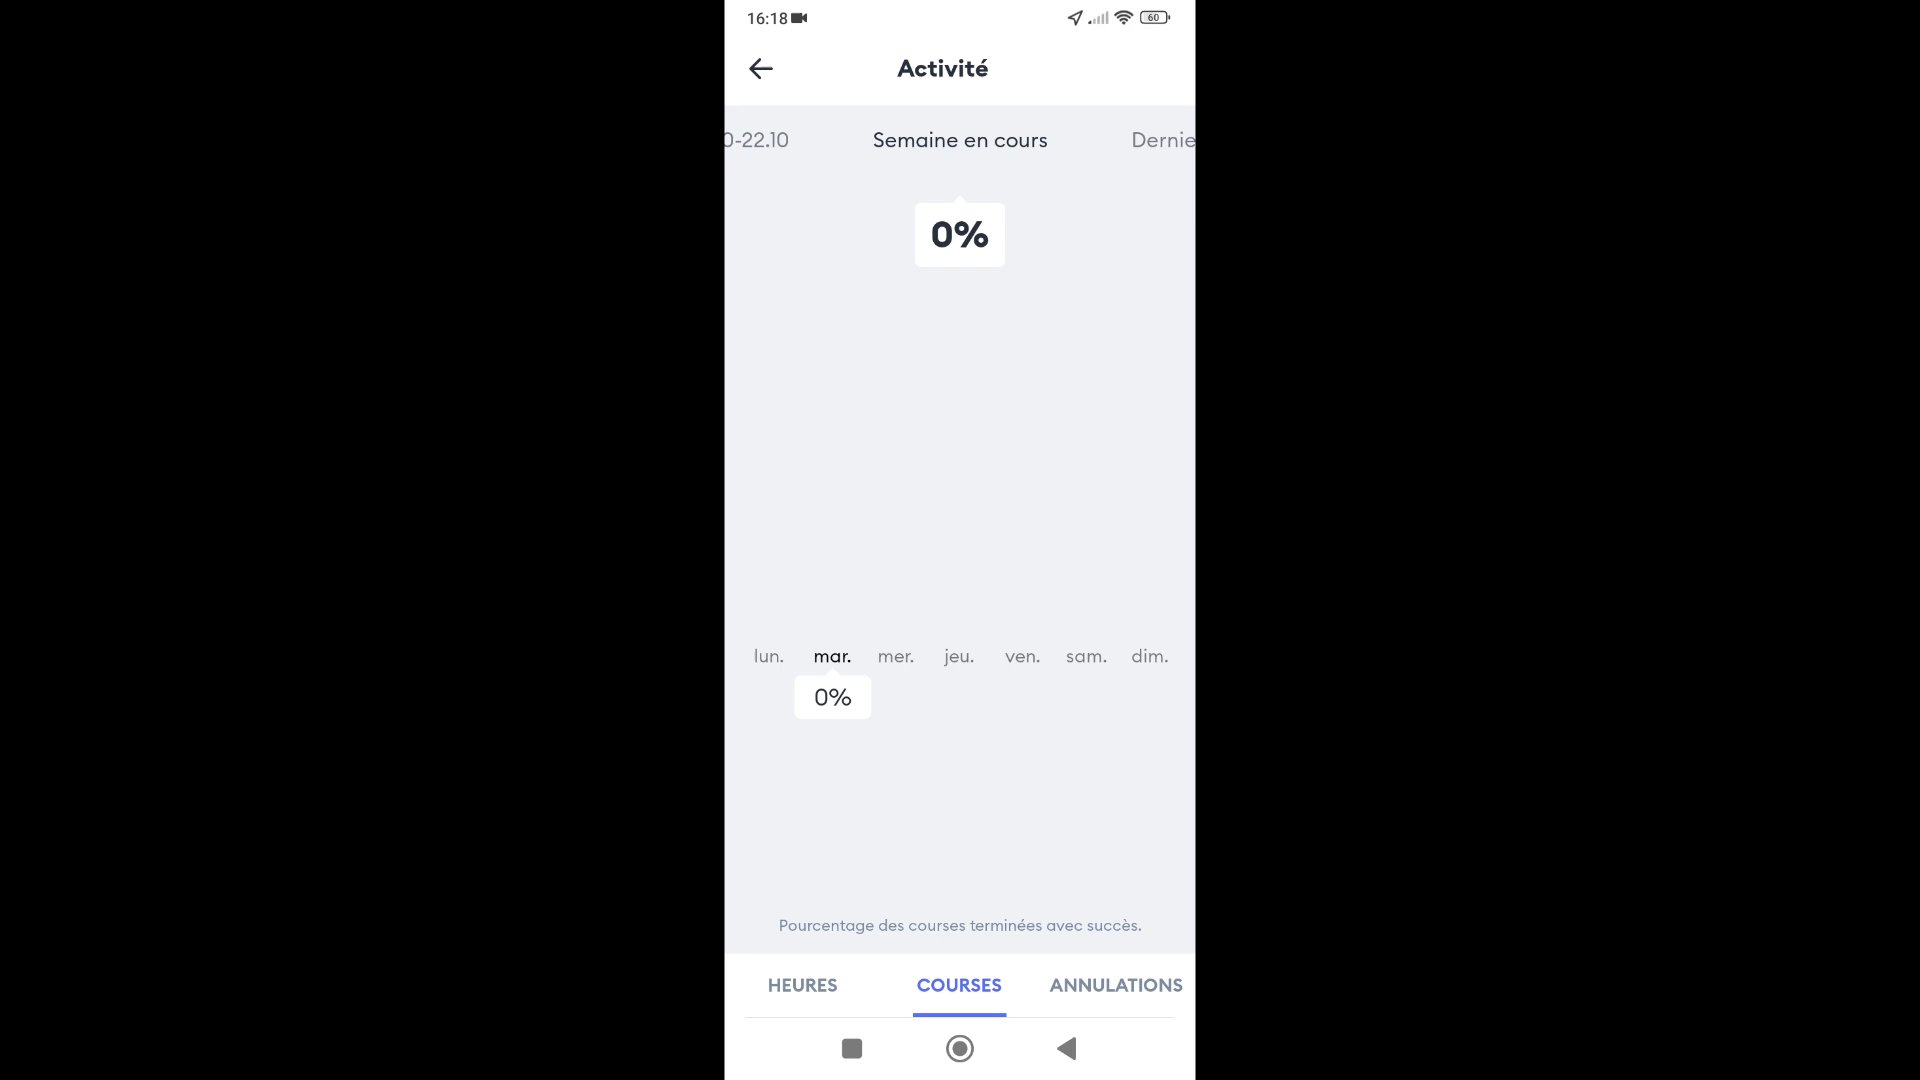 16:18
60
Activité
0-22.10 Semaine en cours Dernie
0%
lun. mar. mer. jeu. ven. sam. dim.
0%
Pourcentage des courses terminées avec succès.
HEURES COURSES ANNULATIONS